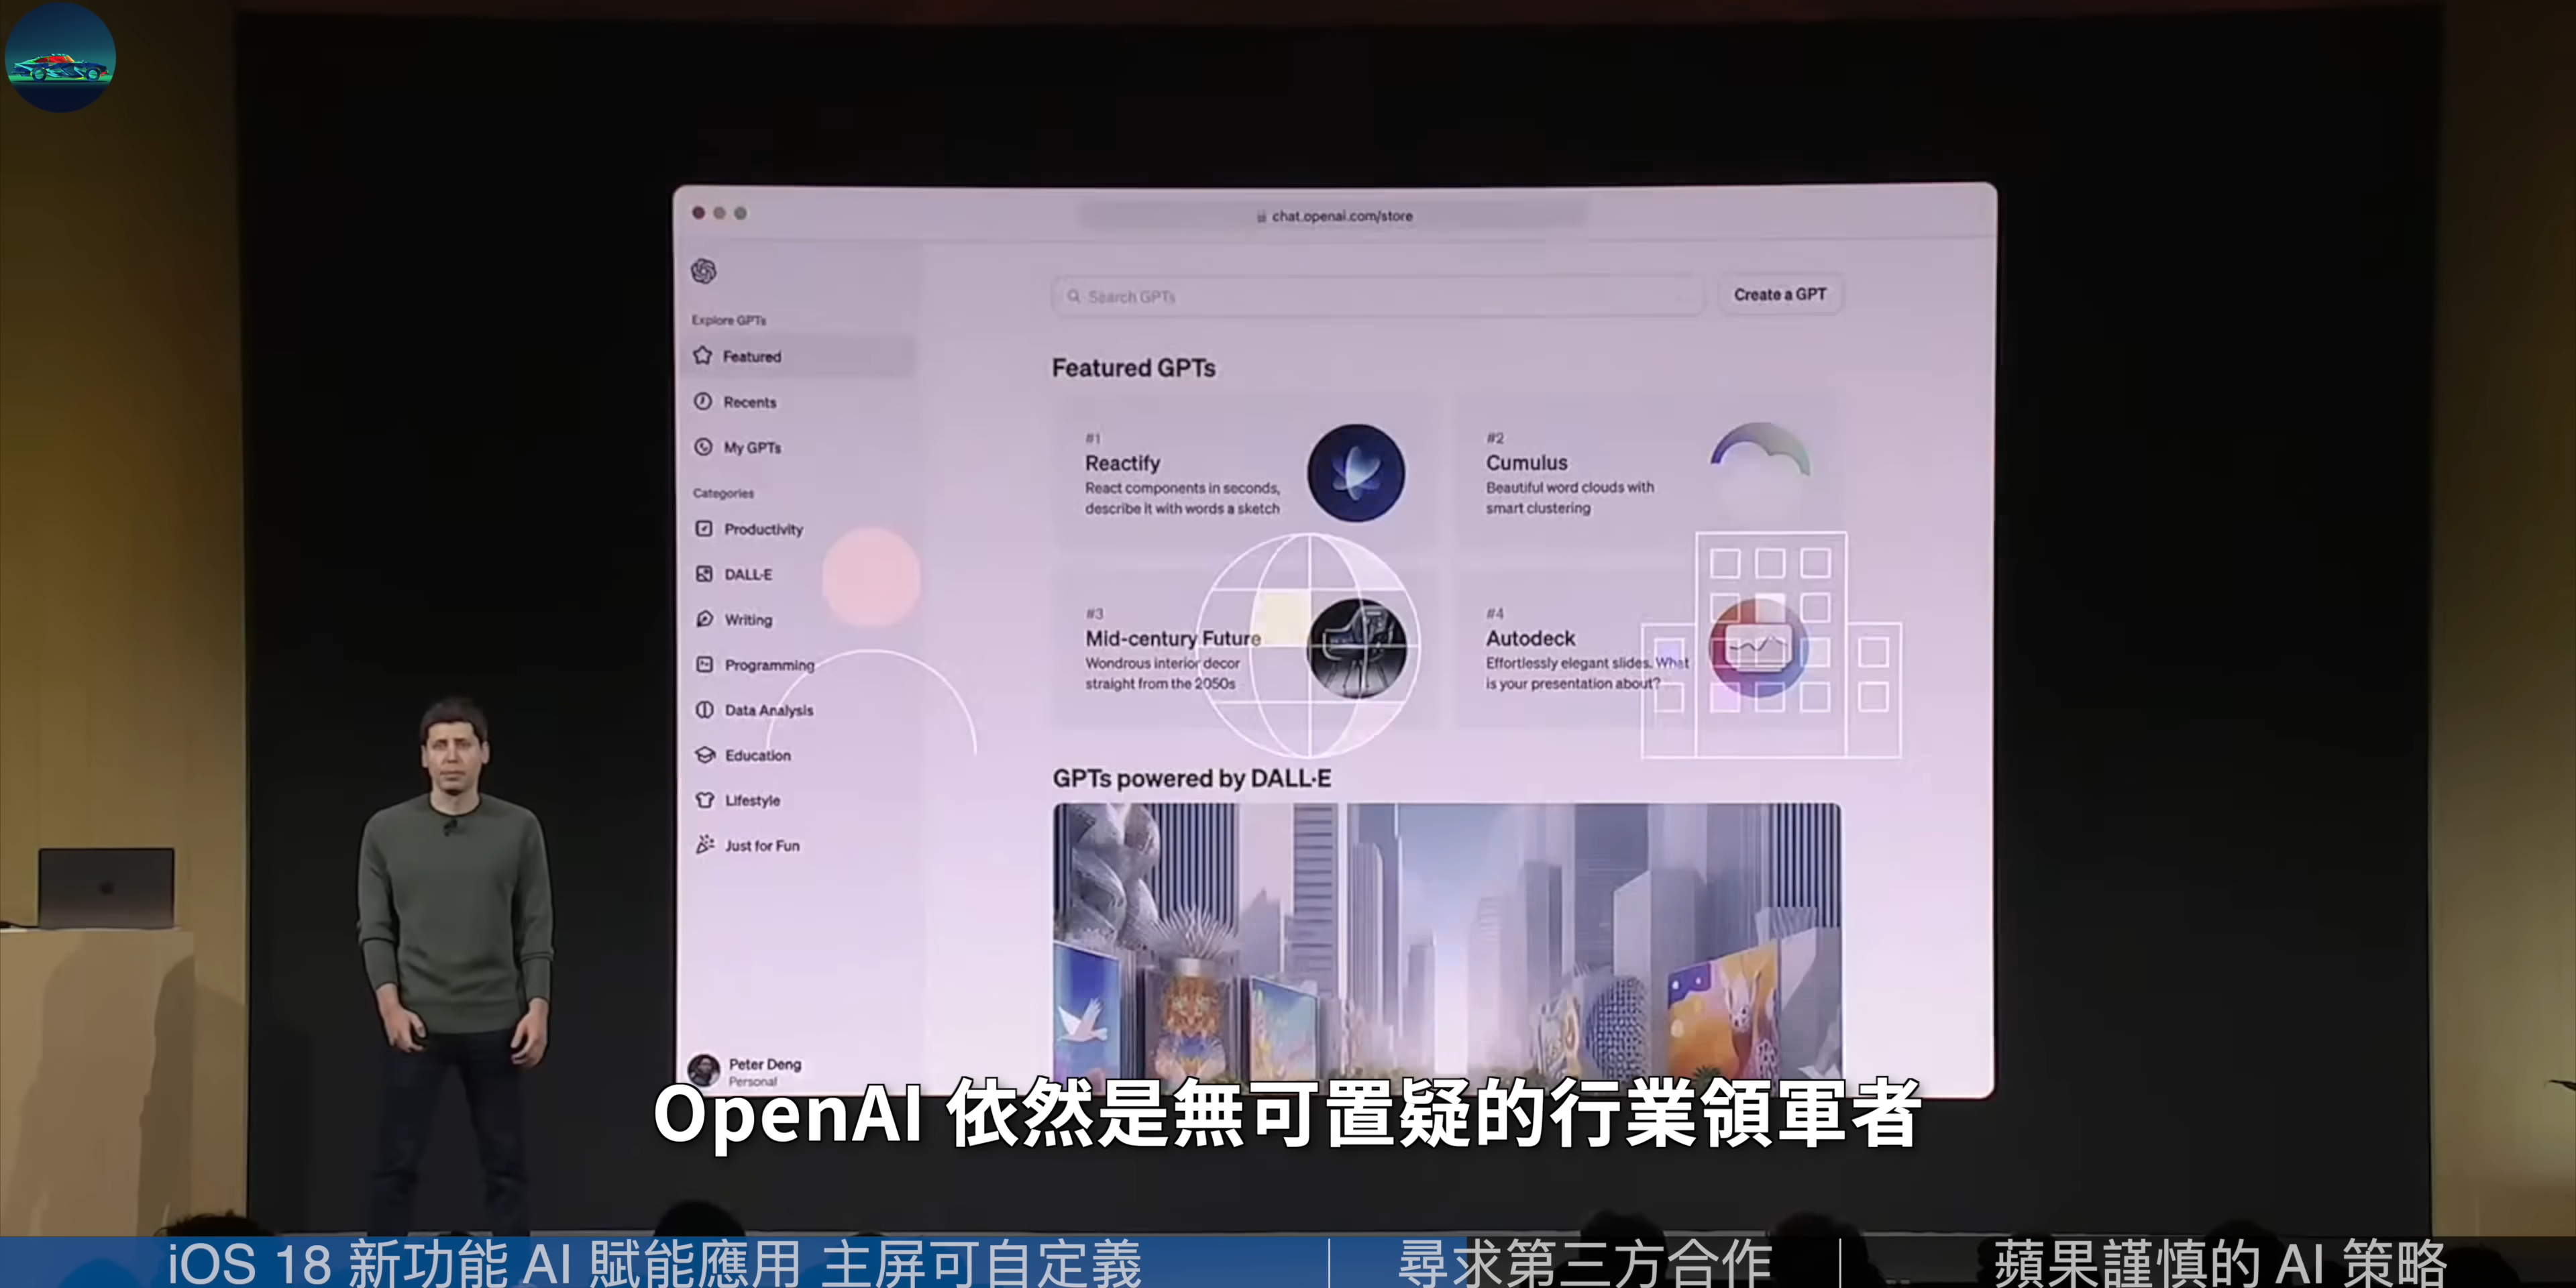 chat.openai.com/store
Search GPTs
Create a GPT
Explore GPTs
Featured
Recents
My GPTs
Categories
Productivity
DALL·E
Writing
Programming
Data Analysis
Education
Lifestyle
Just for Fun
Peter Deng
Personal
Featured GPTs
#1
Reactify
React components in seconds,
describe it with words a sketch
#2
Cumulus
Beautiful word clouds with
smart clustering
#3
Mid-century Future
Wondrous interior decor
straight from the 2050s
#4
Autodeck
Effortlessly elegant slides. What
is your presentation about?
GPTs powered by DALL·E
OpenAI 依然是無可置疑的行業領軍者
iOS 18 新功能 AI 賦能應用 主屏可自定義
尋求第三方合作
蘋果謹慎的 AI 策略